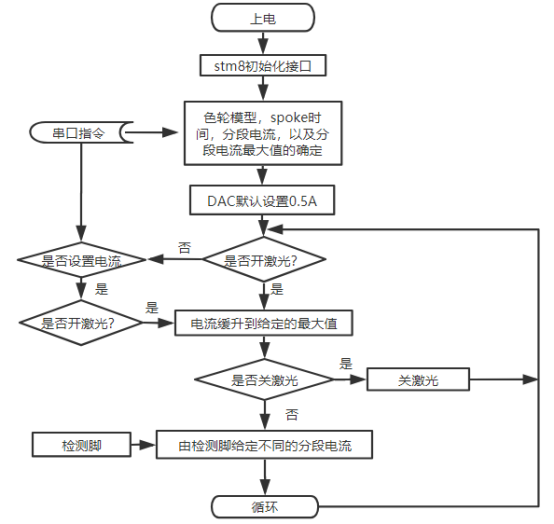 上电
stm8初始化接口
色轮模型，spoke时
间，分段电流，以及分
段电流最大值的确定
串口指令
DAC默认设置0.5A
否
是否设置电流
是否开激光?
是
是
是否开激光?
是
电流缓升到给定的最大值
是否关激光
是
关激光
否
检测脚
由检测脚给定不同的分段电流
循环